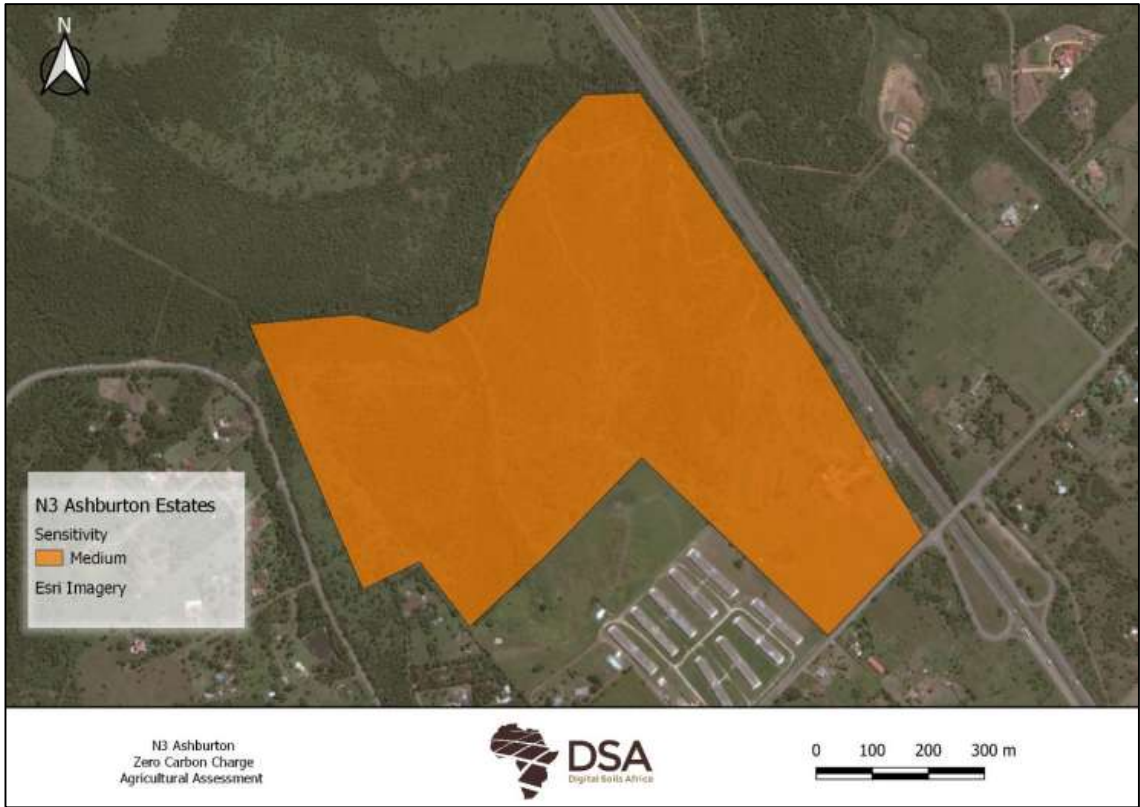 N
N3 Ashburton Estates
Sensitivity
Medium
Esri Imagery
N3 Ashburton
Zero Carbon Charge
Agricultural Assessment
DSA
Digital Soils Africa
0 100 200 300 m